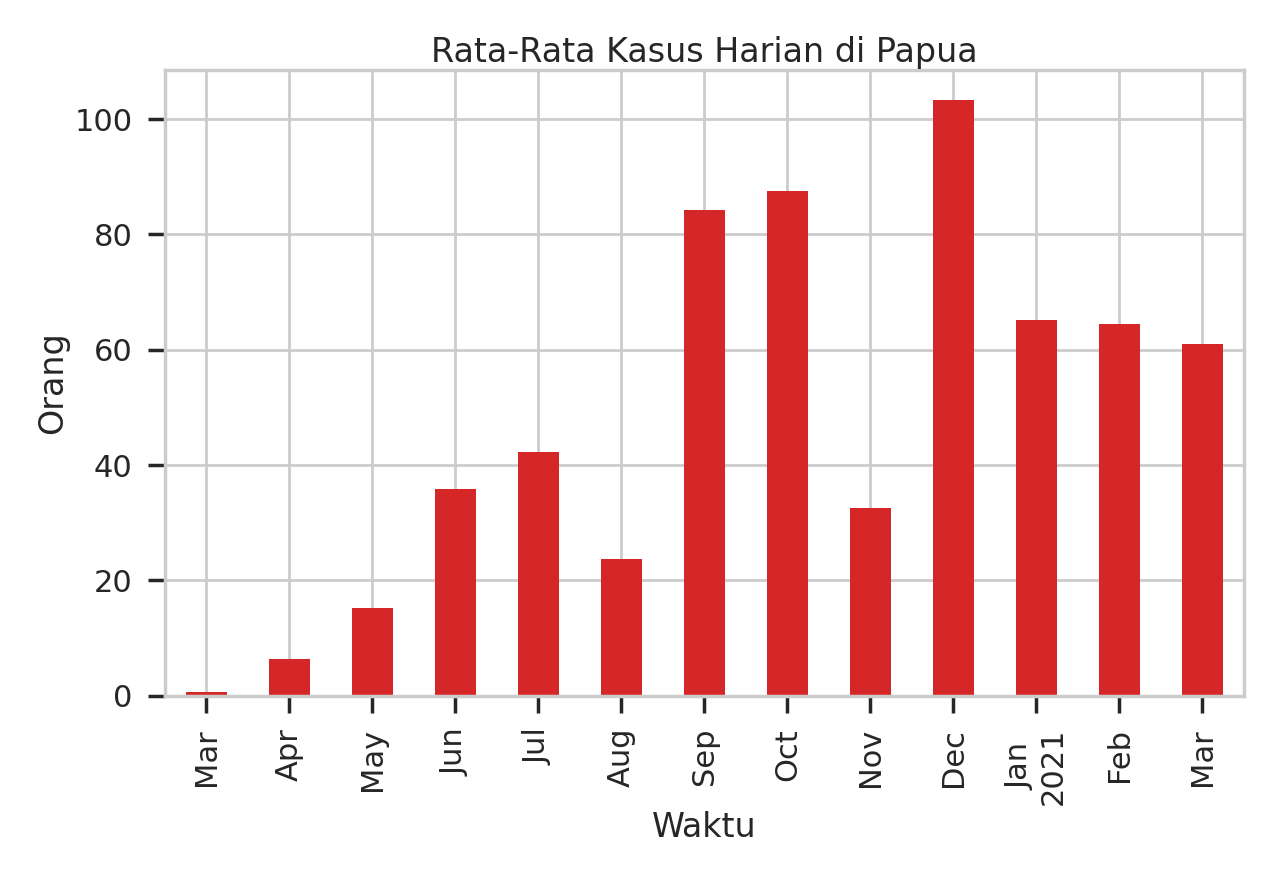 Rata-Rata Kasus Harian di Papua
Orang
100
80
60
40
20
0
Mar
Apr
May
Jun
Jul
Aug
Sep
Oct
Nov
Dec
Jan
2021
Feb
Mar
Waktu